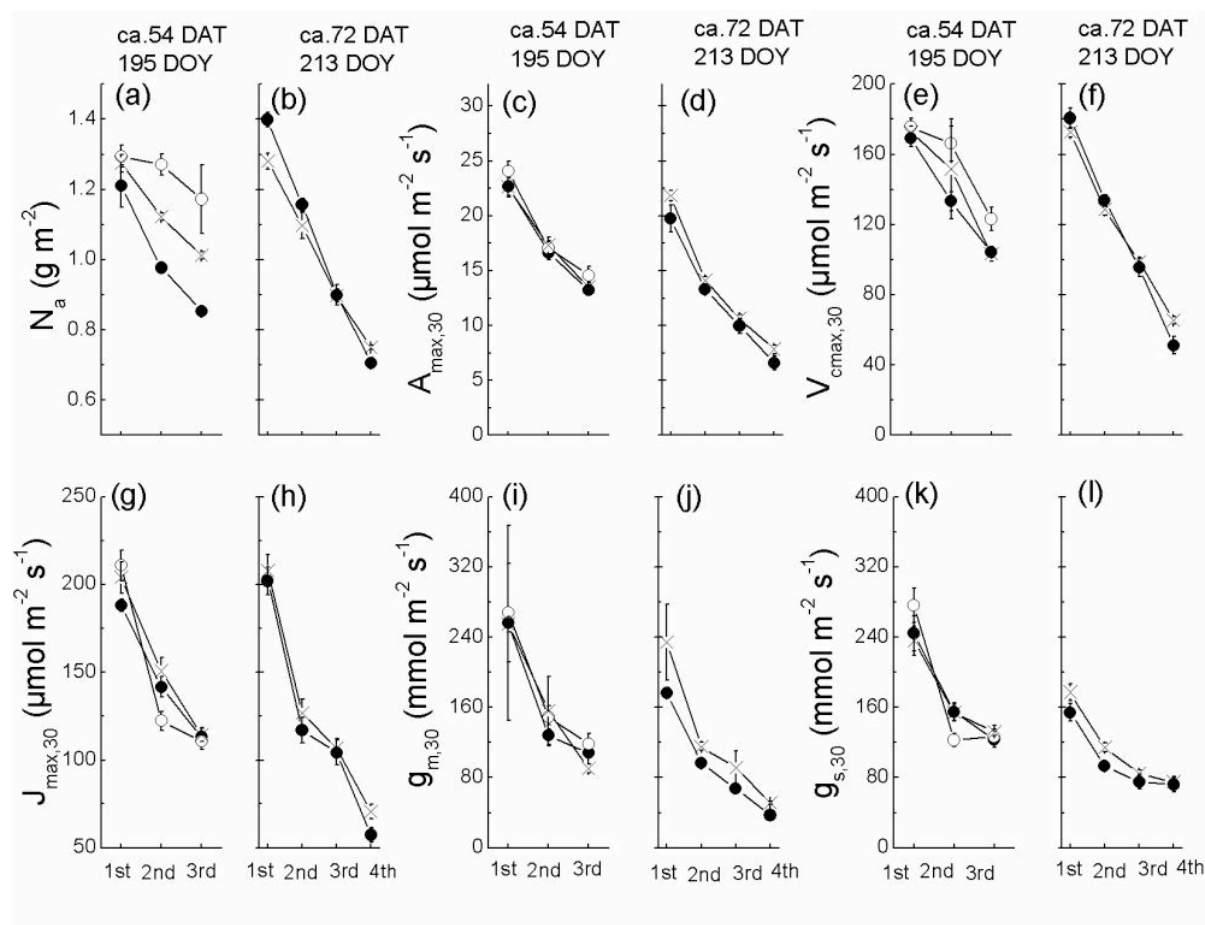 ca.54 DAT
195 DOY
ca.72 DAT
213 DOY
ca.54 DAT
195 DOY
ca.72 DAT
213 DOY
ca.54 DAT
195 DOY
ca.72 DAT
213 DOY
(a)
(b)
(c)
(d)
(e)
(f)
Na (g m-2)
1.4
1.2
1.0
0.8
0.6
Amax,30 (µmol m-2 s-1)
30
25
20
15
10
5
0
Vcmax,30 (µmol m-2 s-1)
200
160
120
80
40
0
(g)
(h)
(i)
(j)
(k)
(l)
Jmax,30 (µmol m-2 s-1)
250
200
150
100
50
gm,30 (mmol m-2 s-1)
400
320
240
160
80
0
gs,30 (mmol m-2 s-1)
400
320
240
160
80
0
1st 2nd 3rd
1st 2nd 3rd 4th
1st 2nd 3rd
1st 2nd 3rd 4th
1st 2nd 3rd
1st 2nd 3rd 4th